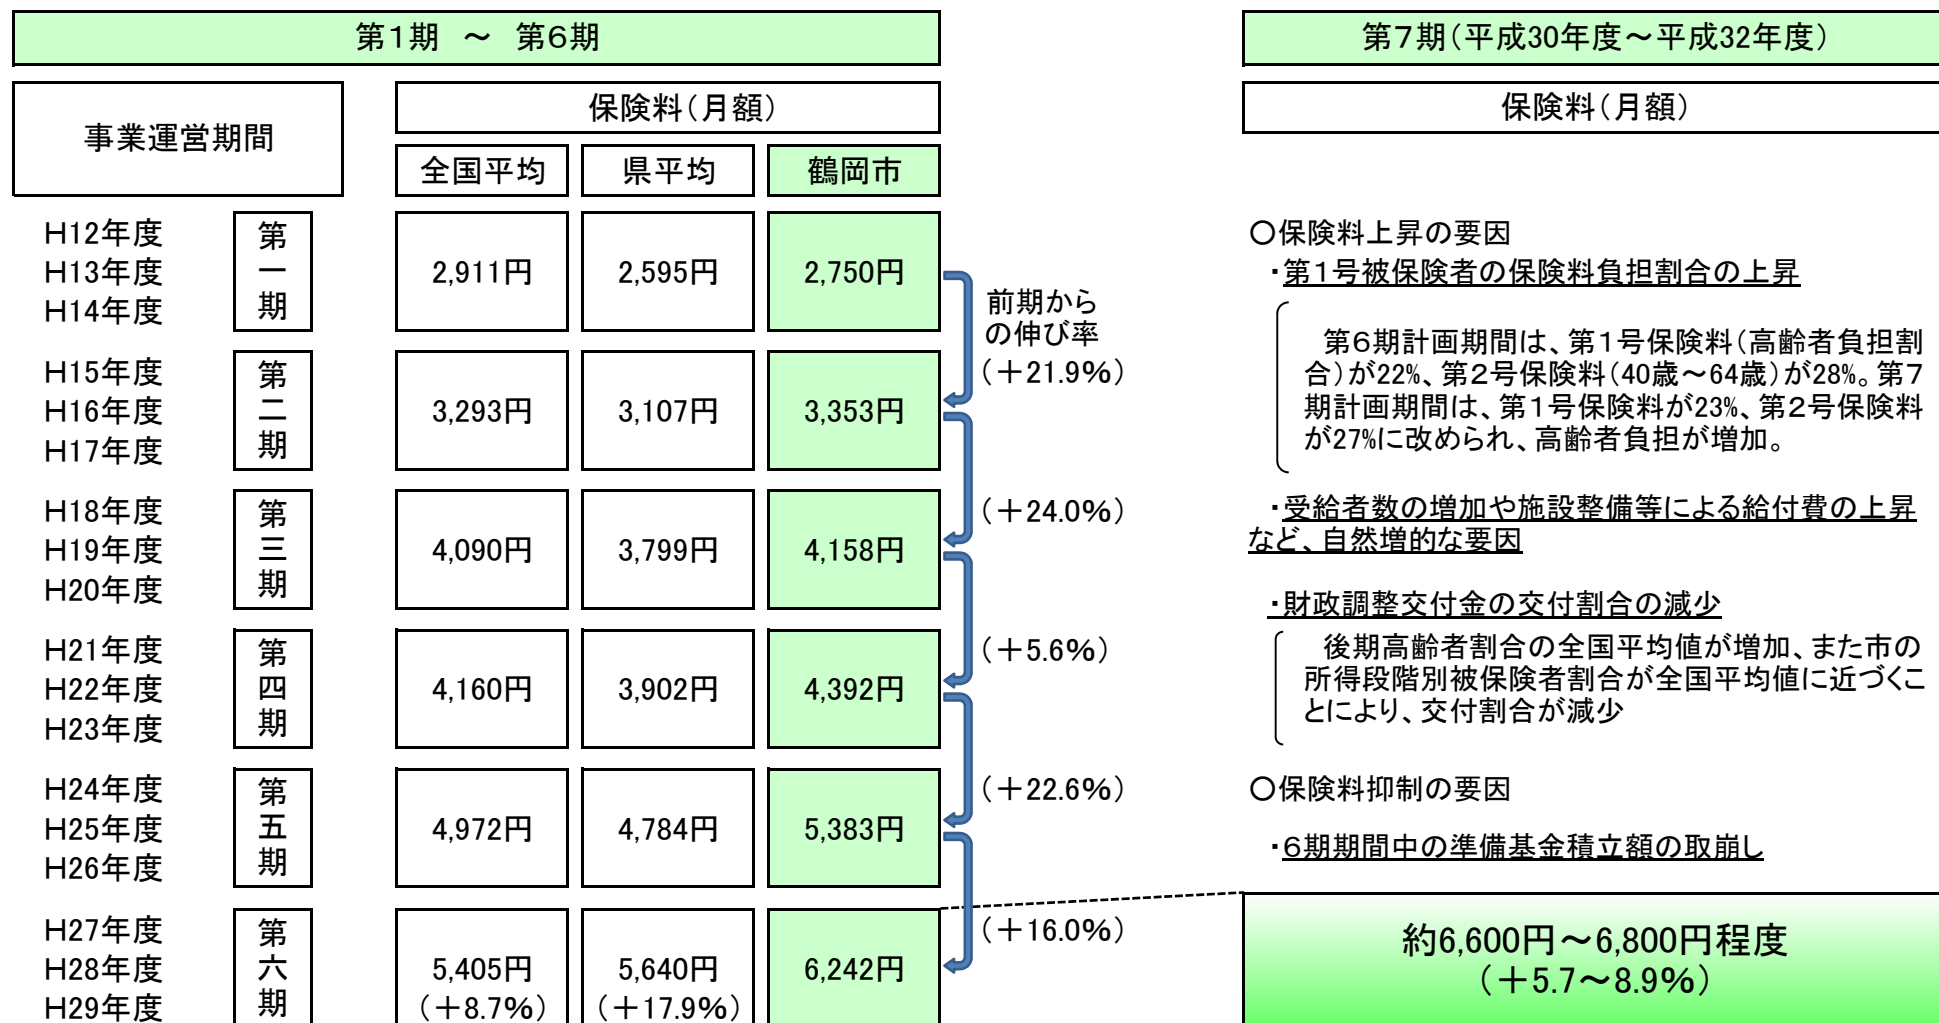 第1期 ～ 第6期
事業運営期間
保険料(月額)
全国平均
県平均
鶴岡市
H12年度
H13年度
H14年度
第一期
2,911円
2,595円
2,750円
前期から
の伸び率
(＋21.9%)
H15年度
H16年度
H17年度
第二期
3,293円
3,107円
3,353円
(＋24.0%)
H18年度
H19年度
H20年度
第三期
4,090円
3,799円
4,158円
(＋5.6%)
H21年度
H22年度
H23年度
第四期
4,160円
3,902円
4,392円
(＋22.6%)
H24年度
H25年度
H26年度
第五期
4,972円
4,784円
5,383円
(＋16.0%)
H27年度
H28年度
H29年度
第六期
5,405円
(＋8.7%)
5,640円
(＋17.9%)
6,242円
第7期(平成30年度～平成32年度)
保険料(月額)
○保険料上昇の要因
・第1号被保険者の保険料負担割合の上昇
第6期計画期間は、第1号保険料(高齢者負担割
合)が22%、第2号保険料(40歳～64歳)が28%。第7
期計画期間は、第1号保険料が23%、第2号保険料
が27%に改められ、高齢者負担が増加。
・受給者数の増加や施設整備等による給付費の上昇
など、自然増的な要因
・財政調整交付金の交付割合の減少
後期高齢者割合の全国平均値が増加、また市の
所得段階別被保険者割合が全国平均値に近づくこ
とにより、交付割合が減少
○保険料抑制の要因
・6期期間中の準備基金積立額の取崩し
約6,600円～6,800円程度
(＋5.7～8.9%)